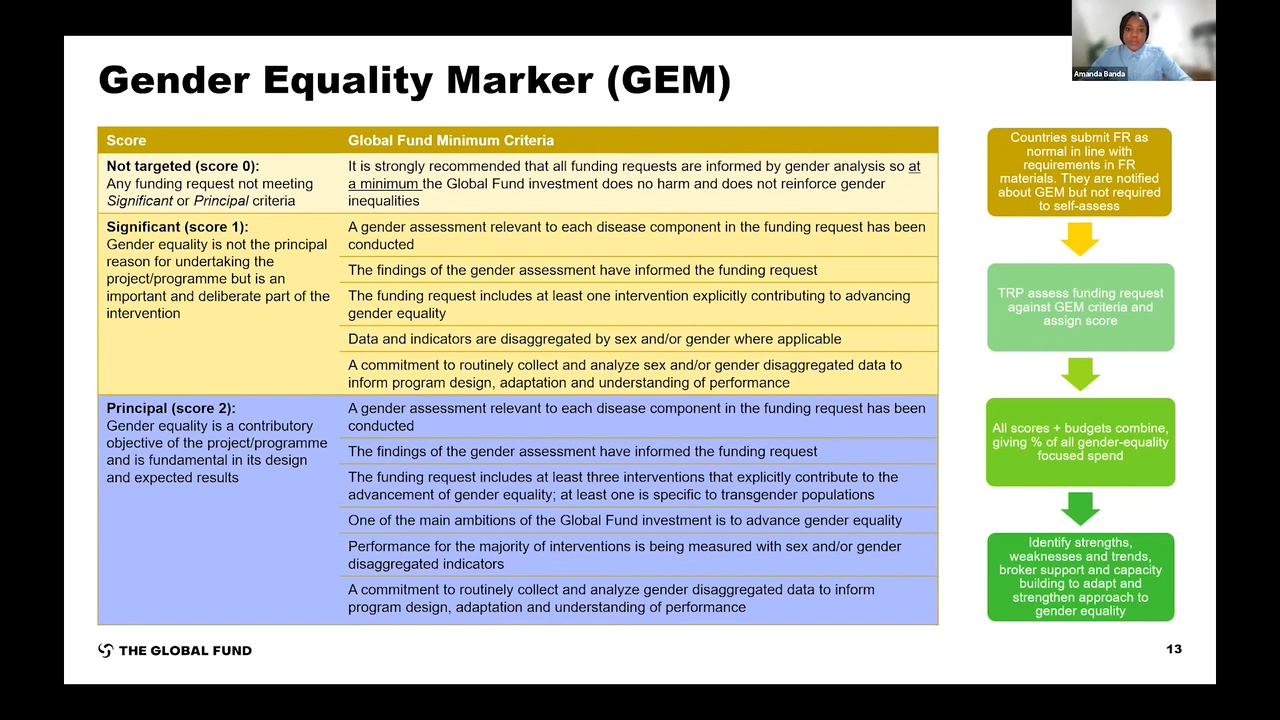 Amanda Banda
Gender Equality Marker (GEM)
Score
Global Fund Minimum Criteria
Not targeted (score 0):
Any funding request not meeting
Significant or Principal criteria
It is strongly recommended that all funding requests are informed by gender analysis so at
a minimum the Global Fund investment does no harm and does not reinforce gender
inequalities
Significant (score 1):
Gender equality is not the principal
reason for undertaking the
project/programme but is an
important and deliberate part of the
intervention
A gender assessment relevant to each disease component in the funding request has been
conducted
The findings of the gender assessment have informed the funding request
The funding request includes at least one intervention explicitly contributing to advancing
gender equality
Data and indicators are disaggregated by sex and/or gender where applicable
A commitment to routinely collect and analyze sex and/or gender disaggregated data to
inform program design, adaptation and understanding of performance
Principal (score 2):
Gender equality is a contributory
objective of the project/programme
and is fundamental in its design
and expected results
A gender assessment relevant to each disease component in the funding request has been
conducted
The findings of the gender assessment have informed the funding request
The funding request includes at least three interventions that explicitly contribute to the
advancement of gender equality; at least one is specific to transgender populations
One of the main ambitions of the Global Fund investment is to advance gender equality
Performance for the majority of interventions is being measured with sex and/or gender
disaggregated indicators
A commitment to routinely collect and analyze gender disaggregated data to inform
program design, adaptation and understanding of performance
Countries submit FR as
normal in line with
requirements in FR
materials. They are notified
about GEM but not required
to self-assess
TRP assess funding request
against GEM criteria and
assign score
All scores + budgets combine,
giving % of all gender-equality
focused spend
Identify strengths,
weaknesses and trends,
broker support and capacity
building to adapt and
strengthen approach to
gender equality
THE GLOBAL FUND
13